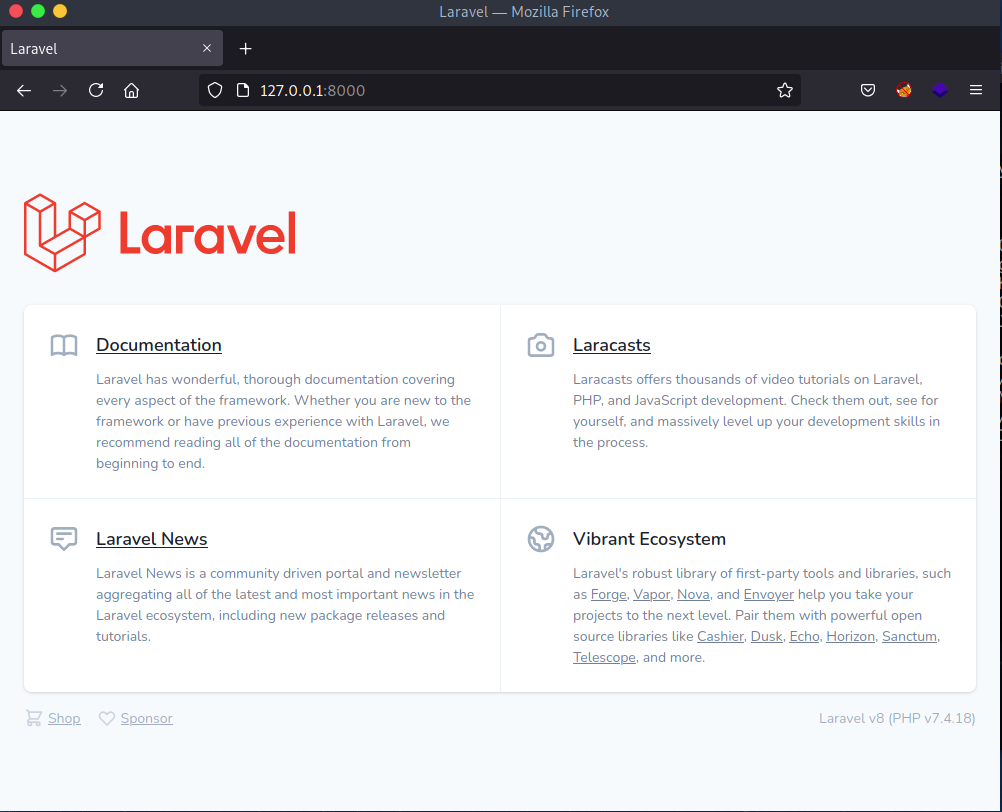 Laravel — Mozilla Firefox
Laravel
127.0.0.1:8000
Laravel
Documentation
Laravel has wonderful, thorough documentation covering
every aspect of the framework. Whether you are new to the
framework or have previous experience with Laravel, we
recommend reading all of the documentation from
beginning to end.
Laracasts
Laracasts offers thousands of video tutorials on Laravel,
PHP, and JavaScript development. Check them out, see for
yourself, and massively level up your development skills in
the process.
Laravel News
Laravel News is a community driven portal and newsletter
aggregating all of the latest and most important news in the
Laravel ecosystem, including new package releases and
tutorials.
Vibrant Ecosystem
Laravel's robust library of first-party tools and libraries, such
as Forge, Vapor, Nova, and Envoyer help you take your
projects to the next level. Pair them with powerful open
source libraries like Cashier, Dusk, Echo, Horizon, Sanctum,
Telescope, and more.
Shop Sponsor Laravel v8 (PHP v7.4.18)